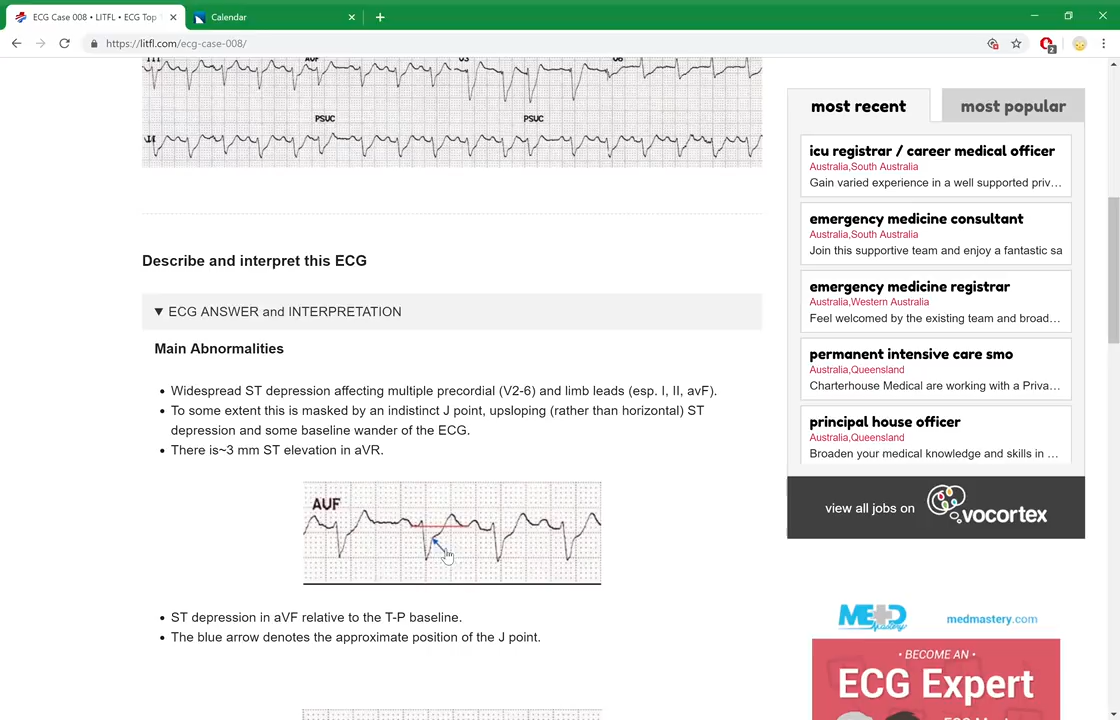 ECG Case 008 • LITFL • ECG Top
Calendar
https://litfl.com/ecg-case-008/
2
III
AUF
U3
U6
PSUC
PSUC
II
Describe and interpret this ECG
▼ ECG ANSWER and INTERPRETATION
Main Abnormalities
• Widespread ST depression affecting multiple precordial (V2-6) and limb leads (esp. I, II, avF).
• To some extent this is masked by an indistinct J point, upsloping (rather than horizontal) ST
depression and some baseline wander of the ECG.
• There is~3 mm ST elevation in aVR.
AUF
• ST depression in aVF relative to the T-P baseline.
• The blue arrow denotes the approximate position of the J point.
most recent
most popular
icu registrar / career medical officer
Australia,South Australia
Gain varied experience in a well supported priv…
emergency medicine consultant
Australia,South Australia
Join this supportive team and enjoy a fantastic sa
emergency medicine registrar
Australia,Western Australia
Feel welcomed by the existing team and broad…
permanent intensive care smo
Australia,Queensland
Charterhouse Medical are working with a Priva…
principal house officer
Australia,Queensland
Broaden your medical knowledge and skills in …
view all jobs on
vocortex
MED
Mastery
medmastery.com
• BECOME AN •
ECG Expert